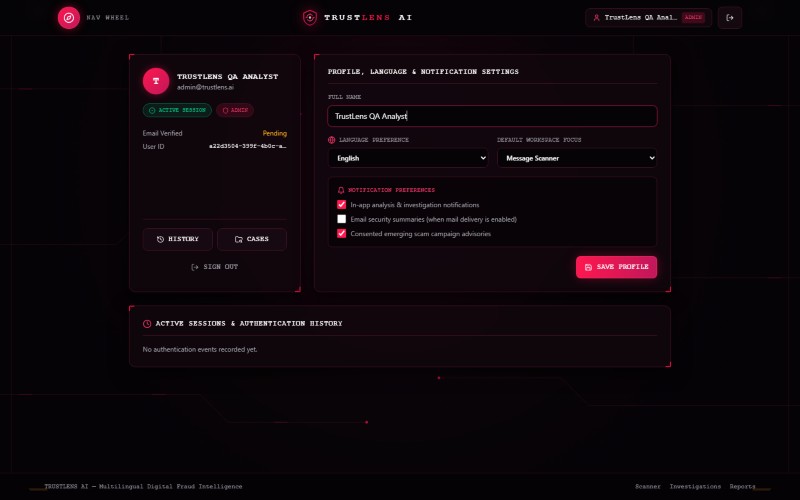 NAV WHEEL
TRUSTLENS AI
TrustLens QA Anal…
ADMIN
T
TRUSTLENS QA ANALYST
admin@trustlens.ai
ACTIVE SESSION
ADMIN
Email Verified Pending
User ID a22d3504-399f-4b0c-a…
HISTORY
CASES
SIGN OUT
PROFILE, LANGUAGE & NOTIFICATION SETTINGS
FULL NAME
TrustLens QA Analyst
LANGUAGE PREFERENCE
English
DEFAULT WORKSPACE FOCUS
Message Scanner
NOTIFICATION PREFERENCES
In-app analysis & investigation notifications
Email security summaries (when mail delivery is enabled)
Consented emerging scam campaign advisories
SAVE PROFILE
ACTIVE SESSIONS & AUTHENTICATION HISTORY
No authentication events recorded yet.
TRUSTLENS AI — Multilingual Digital Fraud Intelligence
Scanner Investigations Reports